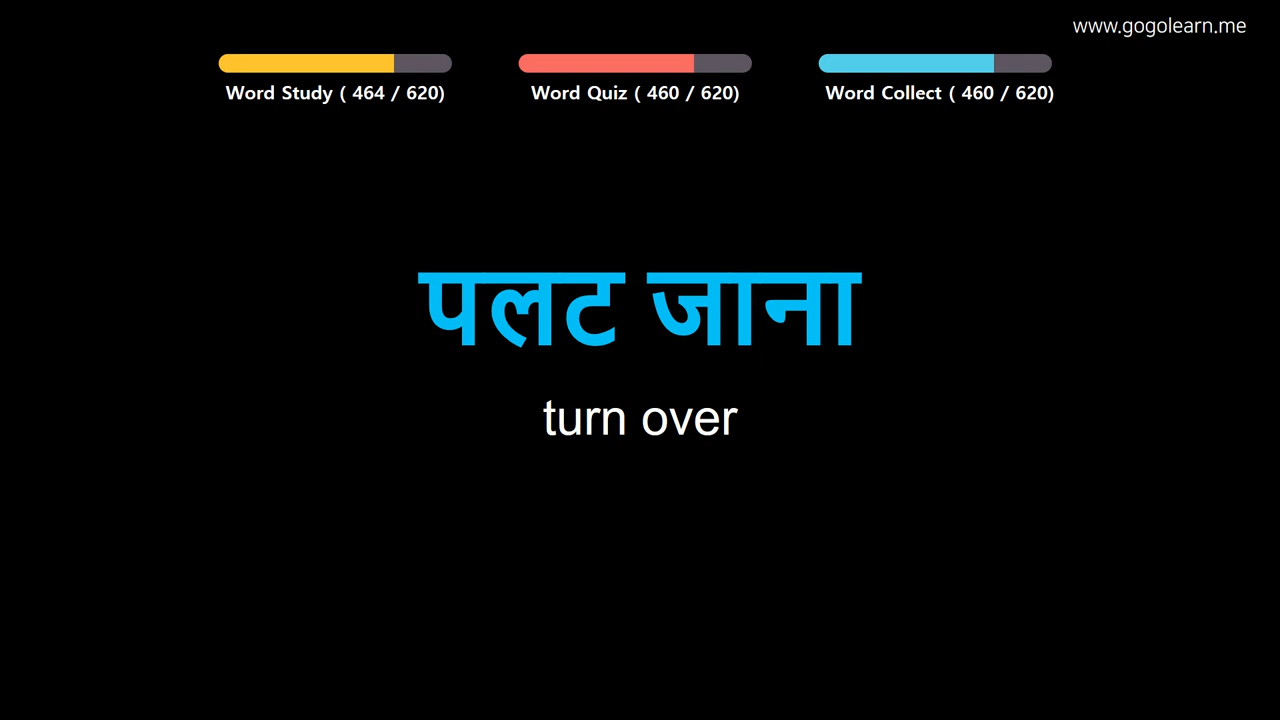 www.gogolearn.me
Word Study ( 464 / 620)
Word Quiz ( 460 / 620)
Word Collect ( 460 / 620)
पलट जाना
turn over